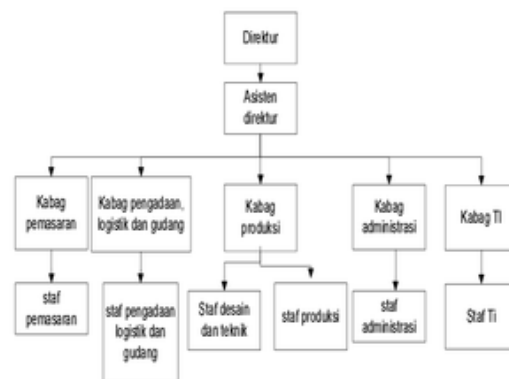 Direktur
Asisten
direktur
Kabag
pemasaran
Kabag pengadaan,
logistik dan gudang
Kabag
produksi
Kabag
administrasi
Kabag TI
staf
pemasaran
staf pengadaan
logistik dan
gudang
Staf desain
dan teknik
staf produksi
staf
administrasi
Staf Ti